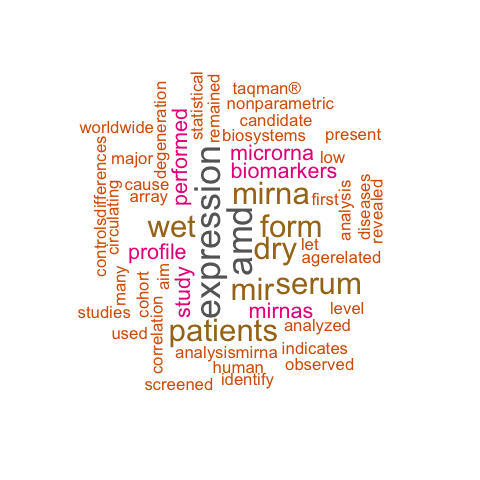 taqman®
nonparametric
candidate
biosystems
present
worldwide
major
low
cause
array
microrna
biomarkers
mirna
first
wet
form
profile
dry
let
agerelated
mir
serum
mirnas
level
studies
used
patients
analyzed
analysismirna
indicates
human
observed
screened
identify
degeneration
statistical
remained
performed
controlsdifferences
circulating
expression
amd
analysis
diseases
revealed
many
cohort
aim
study
correlation